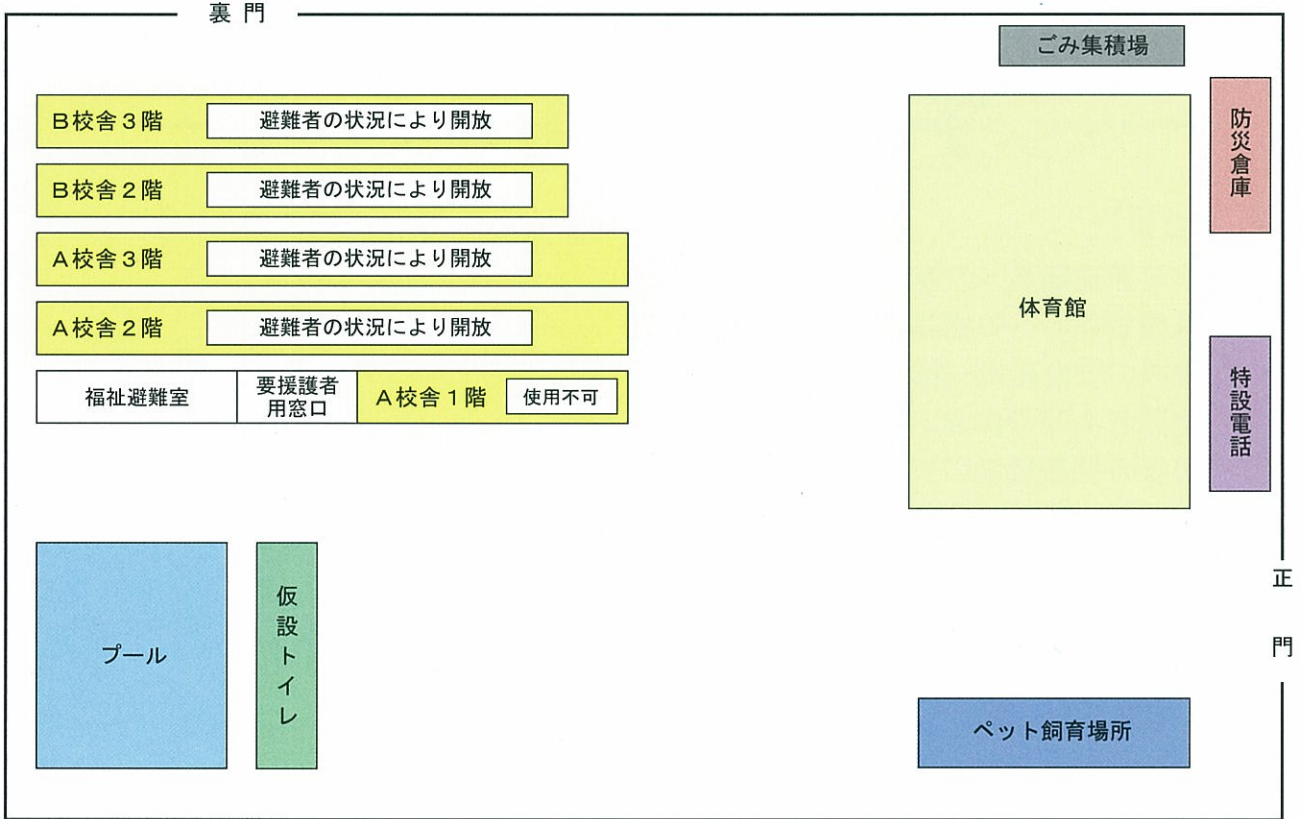 裏門
ごみ集積場
B校舎3階
避難者の状況により開放
B校舎2階
避難者の状況により開放
A校舎3階
避難者の状況により開放
A校舎2階
避難者の状況により開放
福祉避難室
要援護者
用窓口
A校舎1階
使用不可
体育館
防災倉庫
特設電話
正門
プール
仮設トイレ
ペット飼育場所